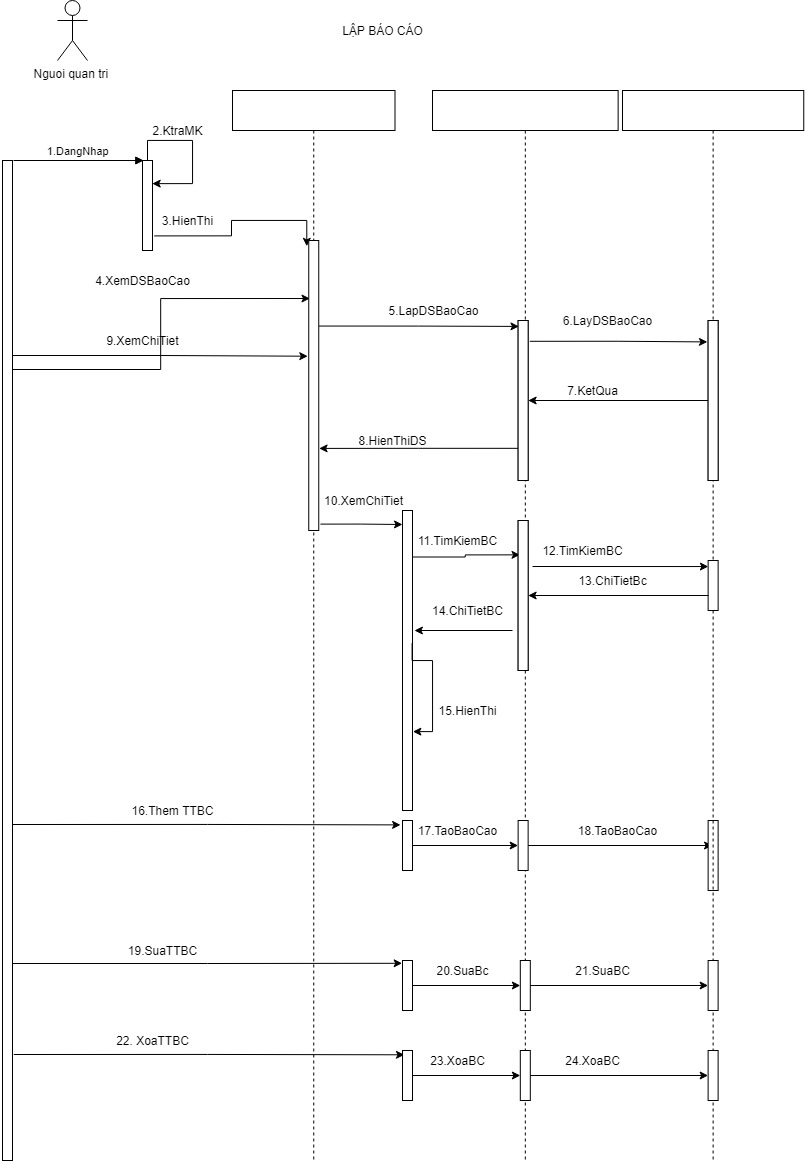 LẬP BÁO CÁO
Nguoi quan tri
2.KtraMK
1.DangNhap
3.HienThi
4.XemDSBaoCao
5.LapDSBaoCao
6.LayDSBaoCao
9.XemChiTiet
7.KetQua
8.HienThiDS
10.XemChiTiet
11.TimKiemBC
12.TimKiemBC
13.ChiTietBc
14.ChiTietBC
15.HienThi
16.Them TTBC
17.TaoBaoCao
18.TaoBaoCao
19.SuaTTBC
20.SuaBc
21.SuaBC
22. XoaTTBC
23.XoaBC
24.XoaBC